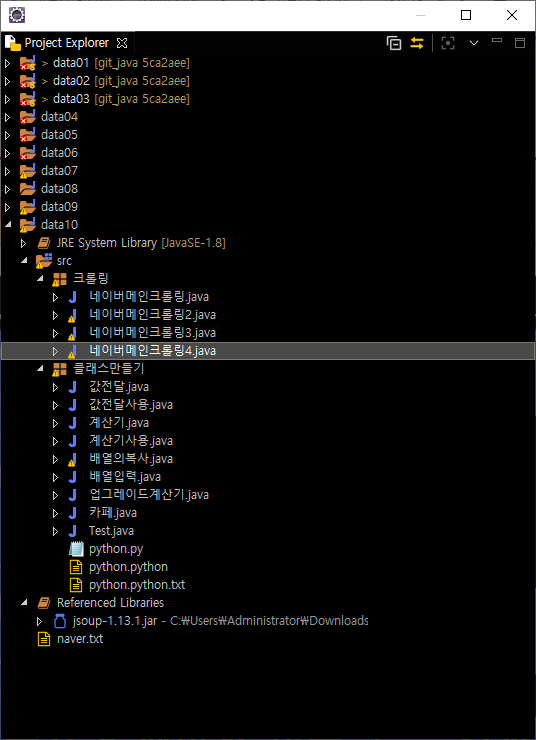 Project Explorer
> data01 [git_java 5ca2aee]
> data02 [git_java 5ca2aee]
> data03 [git_java 5ca2aee]
data04
data05
data06
data07
data08
data09
data10
JRE System Library [JavaSE-1.8]
src
크롤링
네이버메인크롤링.java
네이버메인크롤링2.java
네이버메인크롤링3.java
네이버메인크롤링4.java
클래스만들기
값전달.java
값전달사용.java
계산기.java
계산기사용.java
배열의복사.java
배열입력.java
업그레이드계산기.java
카페.java
Test.java
python.py
python.python
python.python.txt
Referenced Libraries
jsoup-1.13.1.jar - C:₩Users₩Administrator₩Downloads
naver.txt